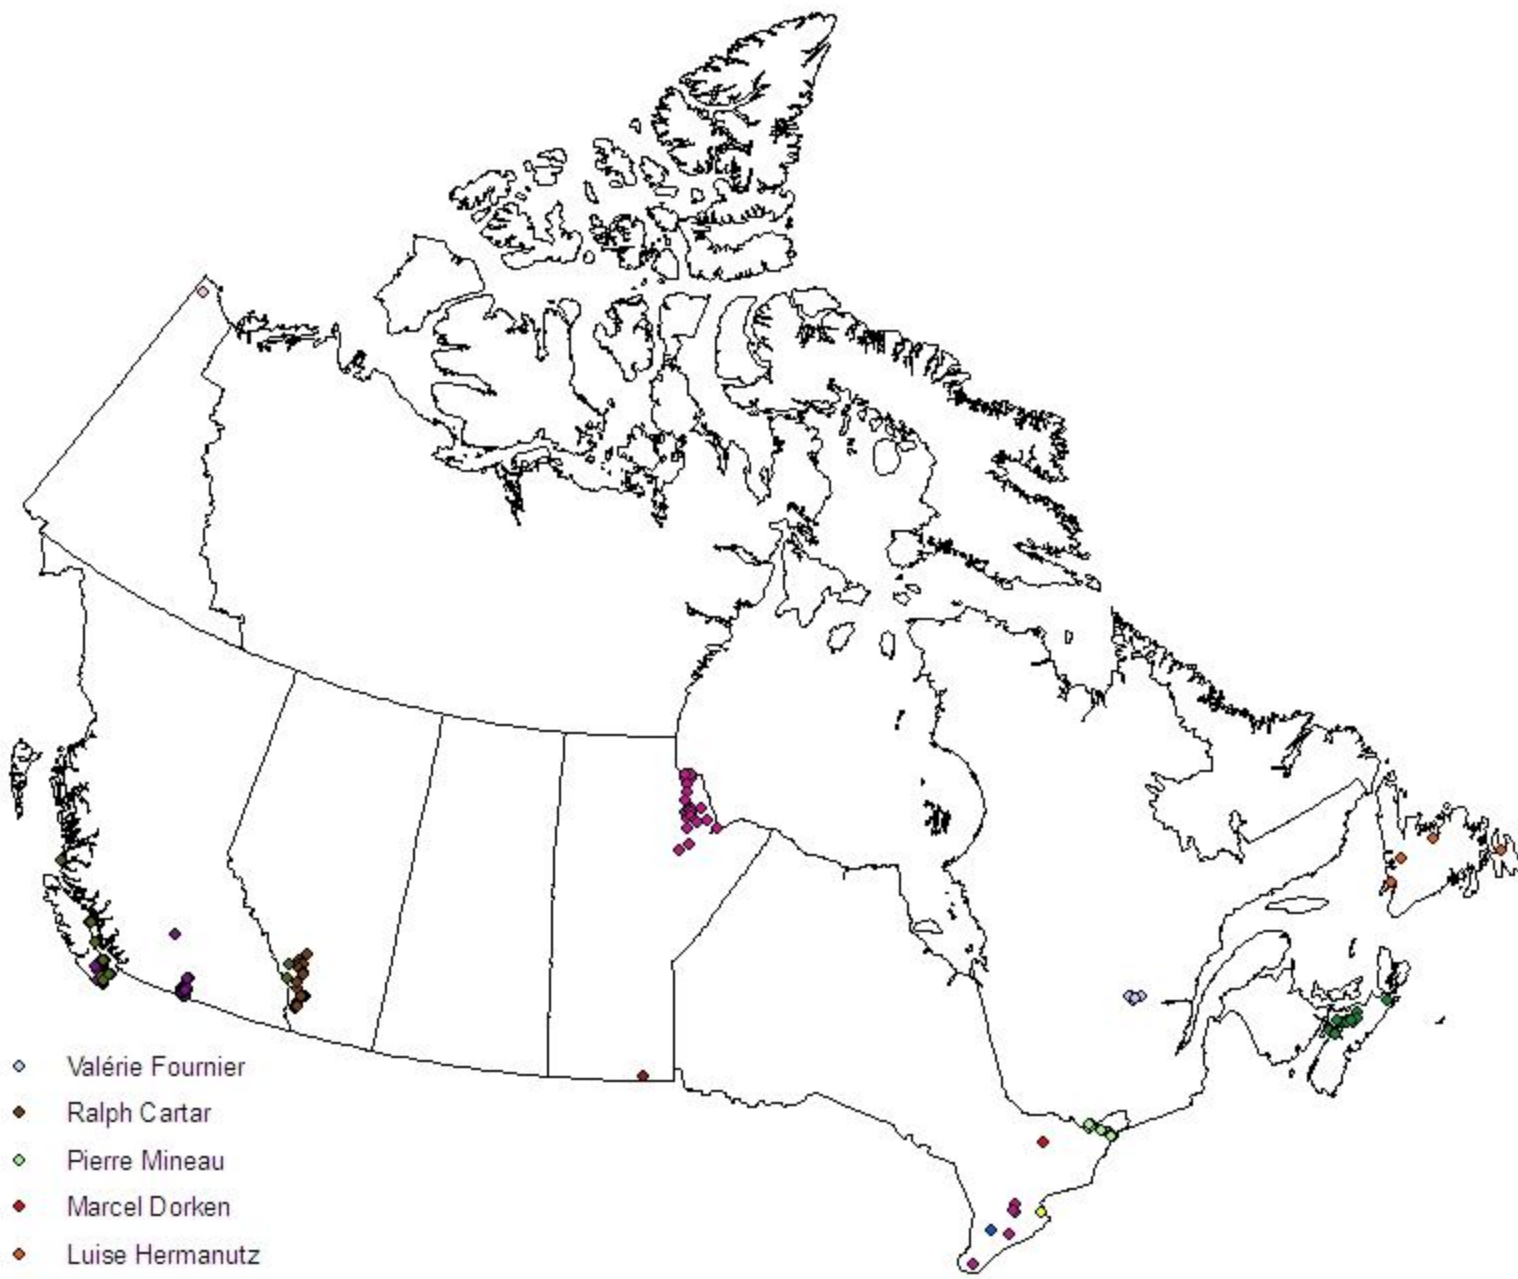 Valérie Fournier
Ralph Cartar
Pierre Mineau
Marcel Dorken
Luise Hermanutz